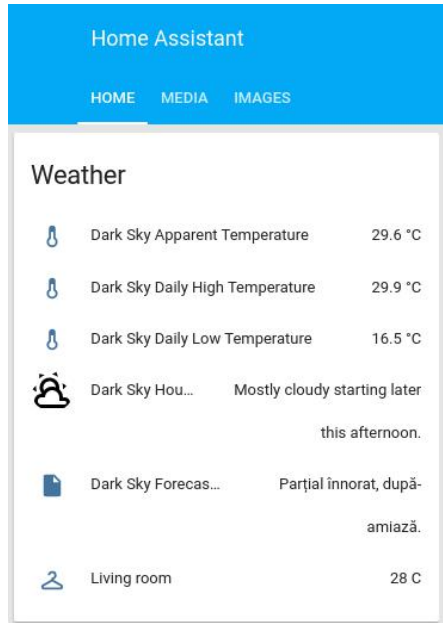 Home Assistant
HOME MEDIA IMAGES
Weather
Dark Sky Apparent Temperature 29.6 °C
Dark Sky Daily High Temperature 29.9 °C
Dark Sky Daily Low Temperature 16.5 °C
Dark Sky Hou... Mostly cloudy starting later
this afternoon.
Dark Sky Forecas... Parțial înnorat, după-
amiază.
Living room 28 C